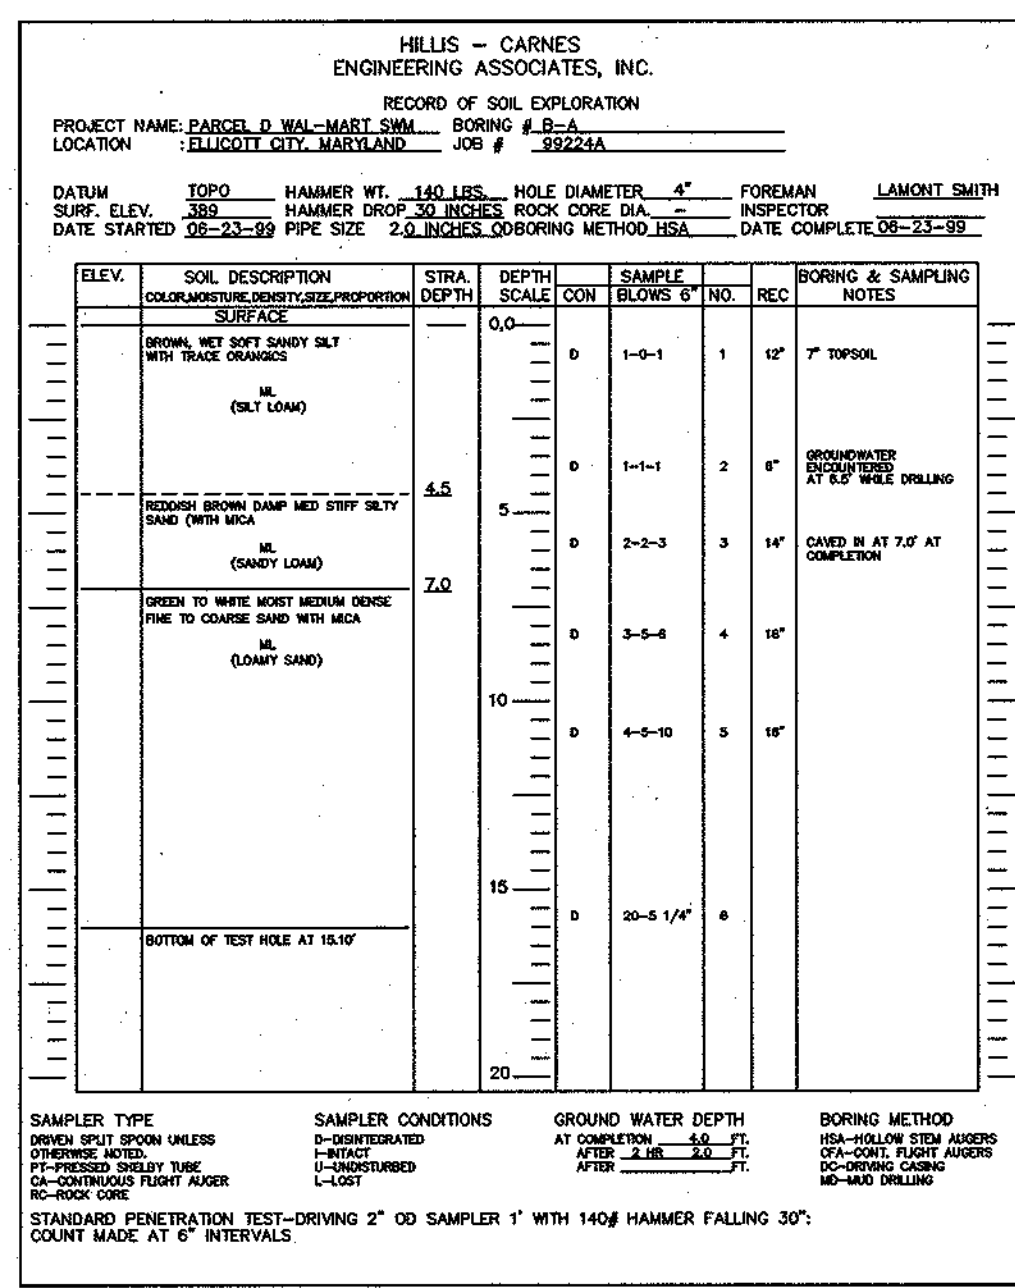 HILLIS - CARNES
ENGINEERING ASSOCIATES, INC.
RECORD OF SOIL EXPLORATION
PROJECT NAME: PARCEL D WAL-MART SWM BORING # B-A
LOCATION : ELLICOTT CITY, MARYLAND JOB # 99224A
DATUM TOPO HAMMER WT. 140 LBS. HOLE DIAMETER 4" FOREMAN LAMONT SMITH
SURF. ELEV. 389 HAMMER DROP 30 INCHES ROCK CORE DIA. - INSPECTOR
DATE STARTED 06-23-99 PIPE SIZE 2.0 INCHES OD BORING METHOD HSA DATE COMPLETE 06-23-99
ELEV. SOIL DESCRIPTION STRA. DEPTH SAMPLE BORING & SAMPLING
COLOR,MOISTURE,DENSITY,SIZE,PROPORTION DEPTH SCALE CON BLOWS 6" NO. REC NOTES
SURFACE
0.0
BROWN, WET SOFT SANDY SILT
WITH TRACE ORANGICS
D 1-0-1 1 12" 7" TOPSOIL
ML
(SILT LOAM)
D 1-1-1 2 GROUNDWATER
ENCOUNTERED
AT 6.5' WHILE DRILLING
4.5
REDDISH BROWN DAMP MED STIFF SILTY
SAND (WITH MICA
5
ML
(SANDY LOAM)
D 2-2-3 3 14" CAVED IN AT 7.0' AT
COMPLETION
7.0
GREEN TO WHITE MOIST MEDIUM DENSE
FINE TO COARSE SAND WITH MICA
D 3-5-6 4
ML
(LOAMY SAND)
10
D 4-5-10 5
15
D 20-5 1/4" 6
BOTTOM OF TEST HOLE AT 15.10'
20
SAMPLER TYPE
DRIVEN SPLIT SPOON UNLESS
OTHERWISE NOTED.
PT-PRESSED SHELBY TUBE
CA-CONTINUOUS FLIGHT AUGER
RC-ROCK CORE
SAMPLER CONDITIONS
D-DISINTEGRATED
I-INTACT
U-UNDISTURBED
L-LOST
GROUND WATER DEPTH
AT COMPLETION 4.0 FT.
AFTER 2 HR 2.0 FT.
AFTER FT.
BORING METHOD
HSA-HOLLOW STEM AUGERS
CFA-CONT. FLIGHT AUGERS
DC-DRIVING CASING
MD-MUD DRILLING
STANDARD PENETRATION TEST-DRIVING 2" OD SAMPLER 1' WITH 140# HAMMER FALLING 30":
COUNT MADE AT 6" INTERVALS